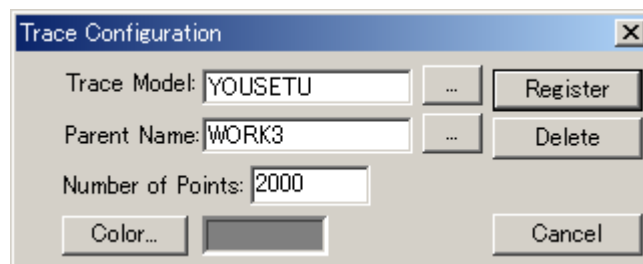 Trace Configuration
Trace Model: YOUSETU ... Register
Parent Name: WORK3 ... Delete
Number of Points: 2000
Color... Cancel